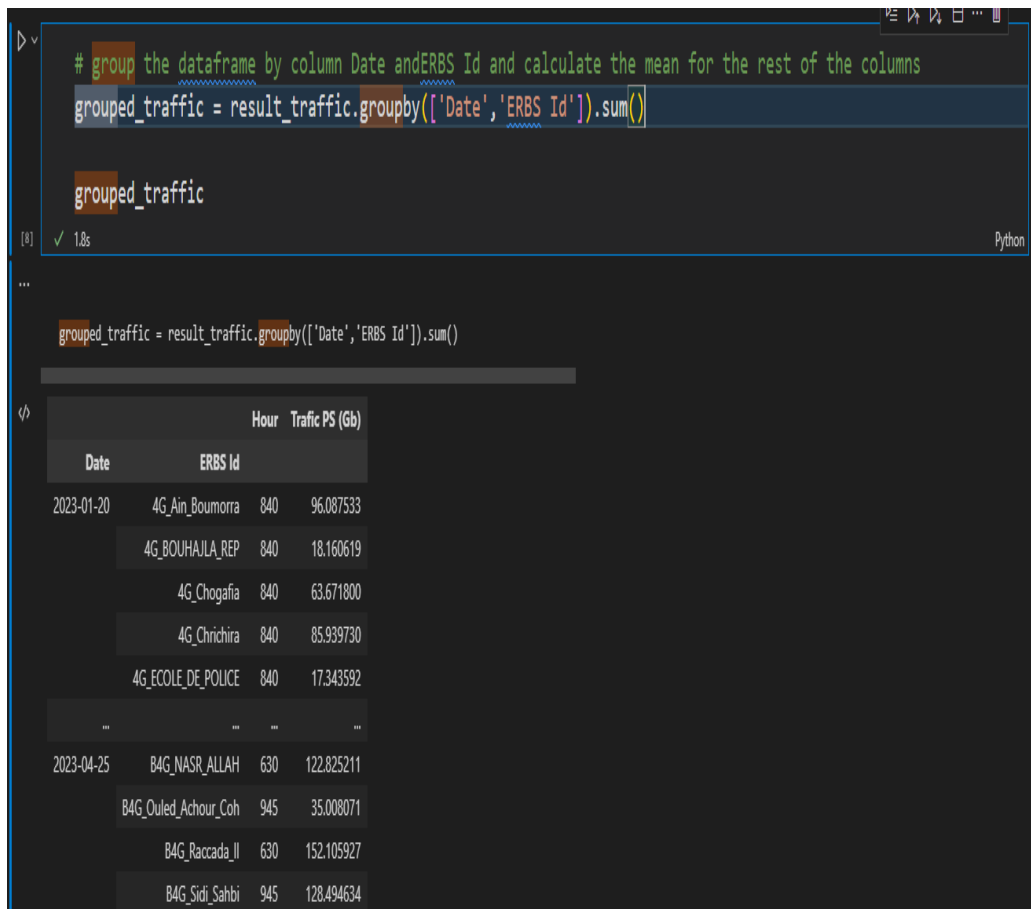 # group the dataframe by column Date andERBS Id and calculate the mean for the rest of the columns
grouped_traffic = result_traffic.groupby(['Date','ERBS Id']).sum()
grouped_traffic
[8] ✓ 1.8s Python
...
grouped_traffic = result_traffic.groupby(['Date','ERBS Id']).sum()
</> Hour Trafic PS (Gb)
Date ERBS Id
2023-01-20 4G_Ain_Boumorra 840 96.087533
4G_BOUHAJLA_REP 840 18.160619
4G_Chogafia 840 63.671800
4G_Chrichira 840 85.939730
4G_ECOLE_DE_POLICE 840 17.343592
... ... ... ...
2023-04-25 B4G_NASR_ALLAH 630 122.825211
B4G_Ouled_Achour_Coh 945 35.008071
B4G_Raccada_II 630 152.105927
B4G_Sidi_Sahbi 945 128.494634